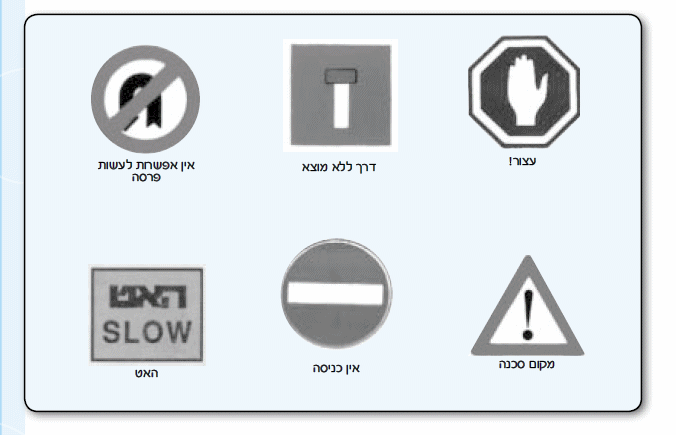 עצור!
דרך ללא מוצא
אין אפשרות לעשות
פרסה
מקום סכנה
אין כניסה
האט
SLOW
האט